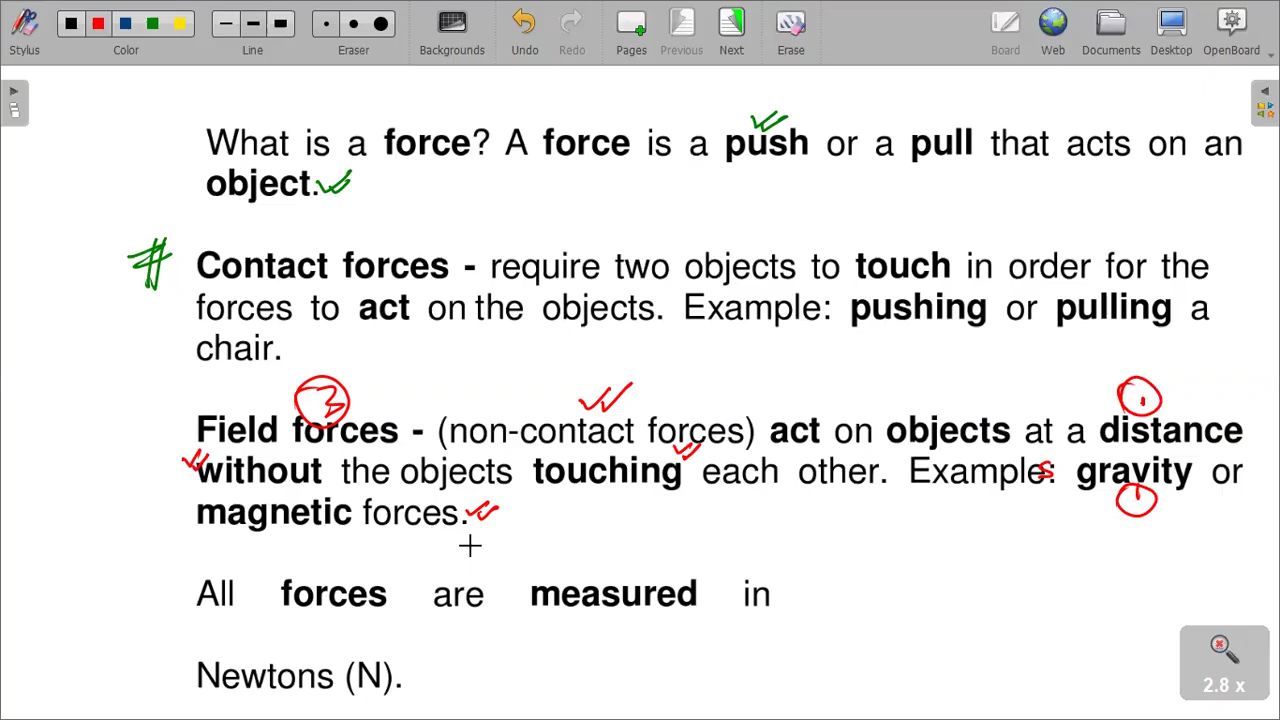 Stylus Color Line Eraser Backgrounds Undo Redo Pages Previous Next Erase Board Web Documents Desktop OpenBoard
What is a force? A force is a push or a pull that acts on an
object.
# Contact forces - require two objects to touch in order for the
forces to act on the objects. Example: pushing or pulling a
chair.
3
Field forces - (non-contact forces) act on objects at a distance
without the objects touching each other. Examples: gravity or
magnetic forces.
All forces are measured in
Newtons (N).
2.8 x